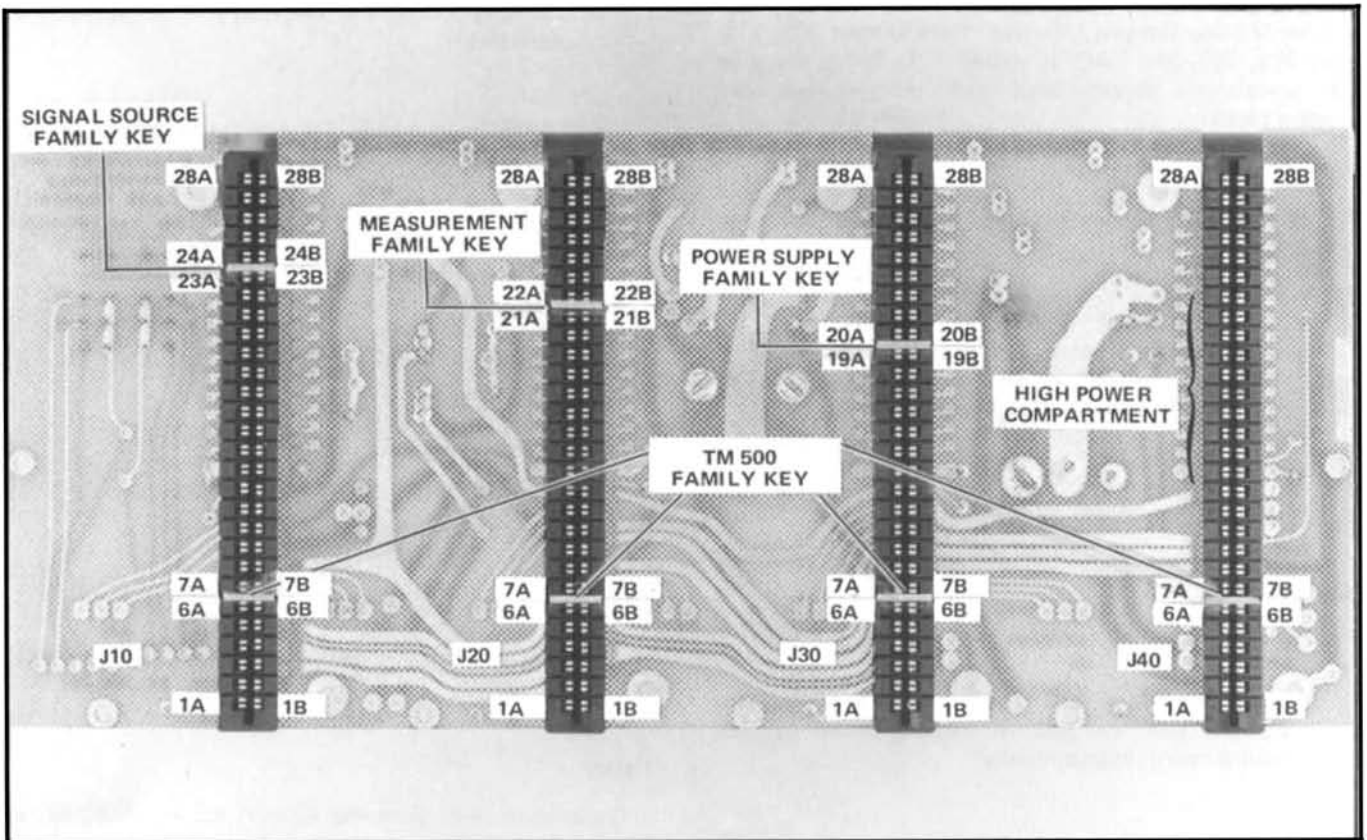 SIGNAL SOURCE
FAMILY KEY
28A 28B 28A 28B 28A 28B 28A 28B
MEASUREMENT
FAMILY KEY
24A 24B
23A 23B
POWER SUPPLY
FAMILY KEY
22A 22B
21A 21B
20A 20B
19A 19B
HIGH POWER
COMPARTMENT
TM 500
FAMILY KEY
7A 7B 7A 7B 7A 7B 7A 7B
6A 6B 6A 6B 6A 6B 6A 6B
J10 J20 J30 J40
1A 1B 1A 1B 1A 1B 1A 1B